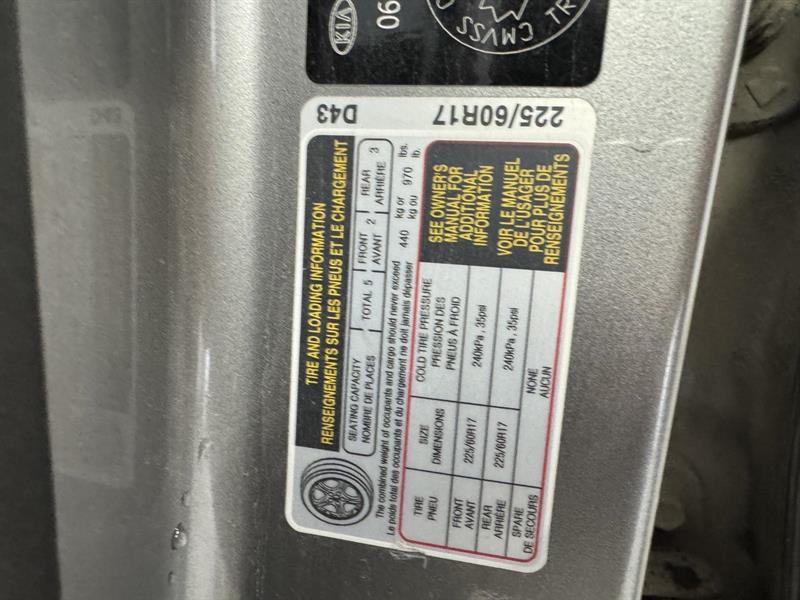 KIA
06
CMVSS
TR
D43
225/60R17
TIRE AND LOADING INFORMATION
RENSEIGNEMENTS SUR LES PNEUS ET LE CHARGEMENT
SEATING CAPACITY
NOMBRE DE PLACES
TOTAL 5
FRONT
AVANT
2
REAR
ARRIÈRE
3
The combined weight of occupants and cargo should never exceed 440 kg or 970 lbs.
Le poids total des occupants et du chargement ne doit jamais dépasser kg ou lb.
TIRE
PNEU
SIZE
DIMENSIONS
COLD TIRE PRESSURE
PRESSION DES
PNEUS À FROID
FRONT
AVANT
225/60R17
240kPa , 35psi
REAR
ARRIÈRE
225/60R17
240kPa , 35psi
SPARE
DE SECOURS
NONE
AUCUN
SEE OWNER'S
MANUAL FOR
ADDITIONAL
INFORMATION
VOIR LE MANUEL
DE L'USAGER
POUR PLUS DE
RENSEIGNEMENTS